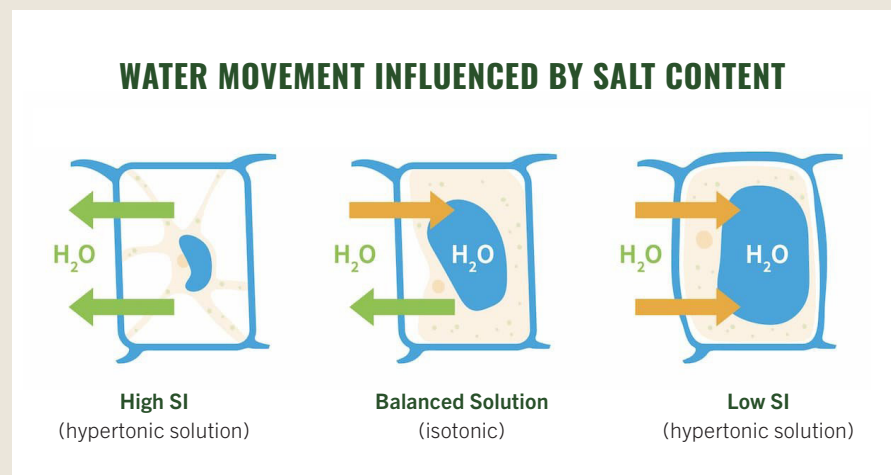 WATER MOVEMENT INFLUENCED BY SALT CONTENT
H₂O
H₂O
H₂O
H₂O
H₂O
High SI
(hypertonic solution)
Balanced Solution
(isotonic)
Low SI
(hypertonic solution)